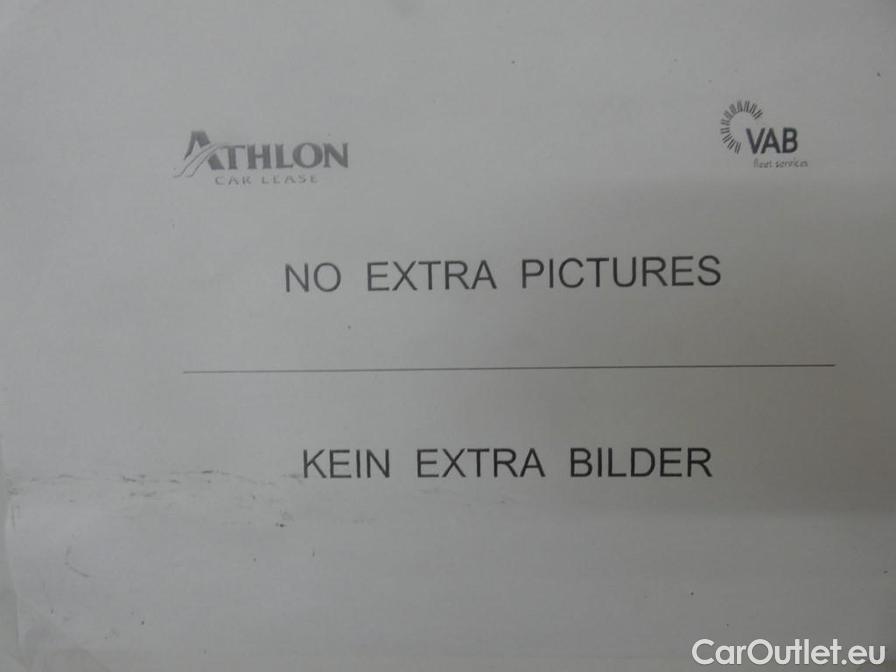 ATHLON
CAR LEASE
VAB
fleet services
NO EXTRA PICTURES
KEIN EXTRA BILDER
CarOutlet.eu